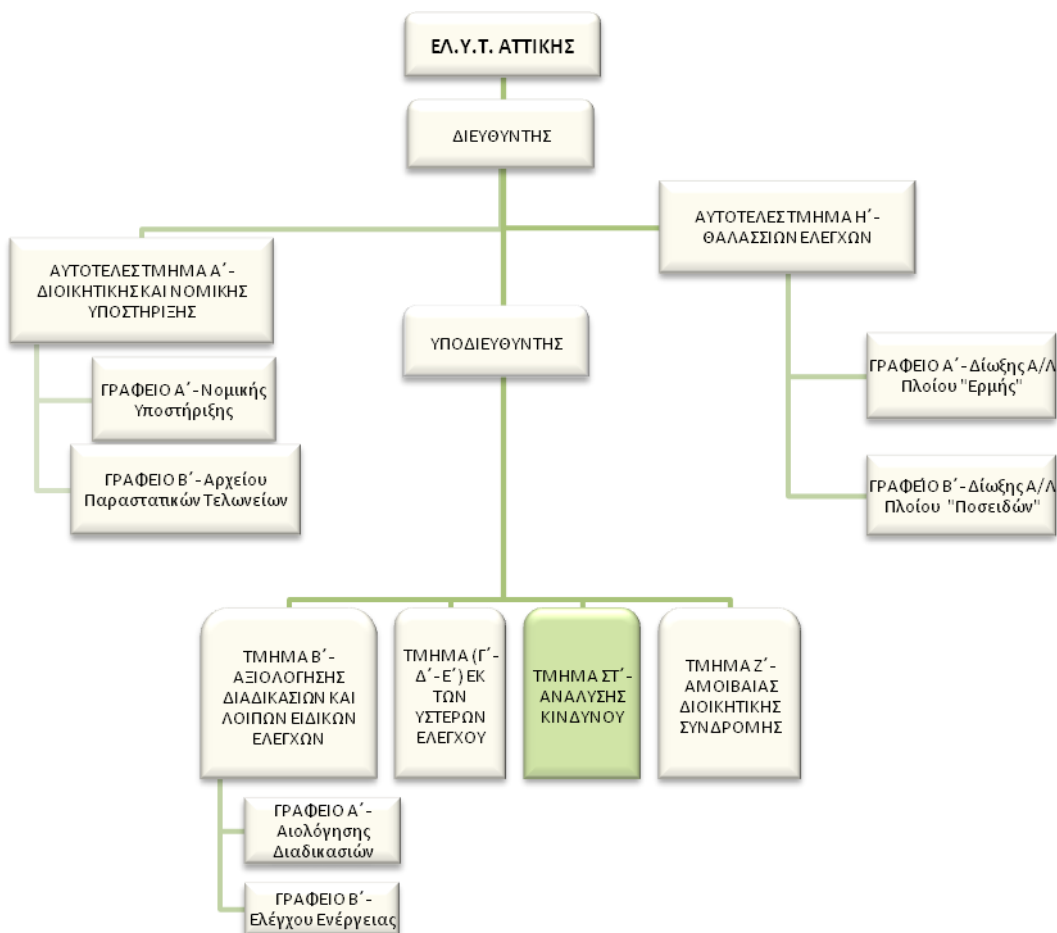 ΕΛ.Υ.Τ. ΑΤΤΙΚΗΣ
ΔΙΕΥΘΥΝΤΗΣ
ΑΥΤΟΤΕΛΕΣ ΤΜΗΜΑ Α΄-
ΔΙΟΙΚΗΤΙΚΗΣ ΚΑΙ ΝΟΜΙΚΗΣ
ΥΠΟΣΤΗΡΙΞΗΣ
ΓΡΑΦΕΙΟ Α΄- Νομικής
Υποστήριξης
ΓΡΑΦΕΙΟ Β΄- Αρχείου
Παραστατικών Τελωνείων
ΥΠΟΔΙΕΥΘΥΝΤΗΣ
ΑΥΤΟΤΕΛΕΣ ΤΜΗΜΑ Η΄-
ΘΑΛΑΣΣΙΩΝ ΕΛΕΓΧΩΝ
ΓΡΑΦΕΙΟ Α΄- Δίωξης Α/Λ
Πλοίου "Ερμής"
ΓΡΑΦΕΊΟ Β΄- Δίωξης Α/Λ
Πλοίου "Ποσειδών"
ΤΜΗΜΑ Β΄-
ΑΞΙΟΛΟΓΗΣΗΣ
ΔΙΑΔΙΚΑΣΙΩΝ ΚΑΙ
ΛΟΙΠΩΝ ΕΙΔΙΚΩΝ
ΕΛΕΓΧΩΝ
ΓΡΑΦΕΙΟ Α΄-
Αιολόγησης
Διαδικασιών
ΓΡΑΦΕΙΟ Β΄-
Ελέγχου Ενέργειας
ΤΜΗΜΑ (Γ΄-
Δ΄- Ε΄) ΕΚ
ΤΩΝ
ΥΣΤΕΡΩΝ
ΕΛΕΓΧΟΥ
ΤΜΗΜΑ ΣΤ΄-
ΑΝΑΛΥΣΗΣ
ΚΙΝΔΥΝΟΥ
ΤΜΗΜΑ Ζ΄-
ΑΜΟΙΒΑΙΑΣ
ΔΙΟΙΚΗΤΙΚΗΣ
ΣΥΝΔΡΟΜΗΣ